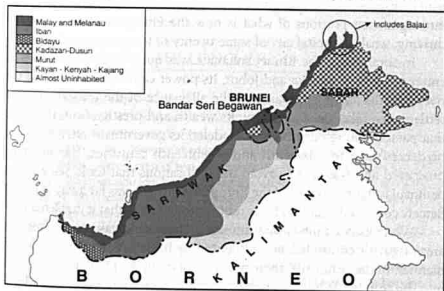 Malay and Melanau
Iban
Bidayu
Kadazan-Dusun
Murut
Kayan - Kenyah - Kajang
Almost Uninhabited
includes Bajau
SABAH
BRUNEI
Bandar Seri Begawan
SARAWAK
KALIMANTAN
BORNEO